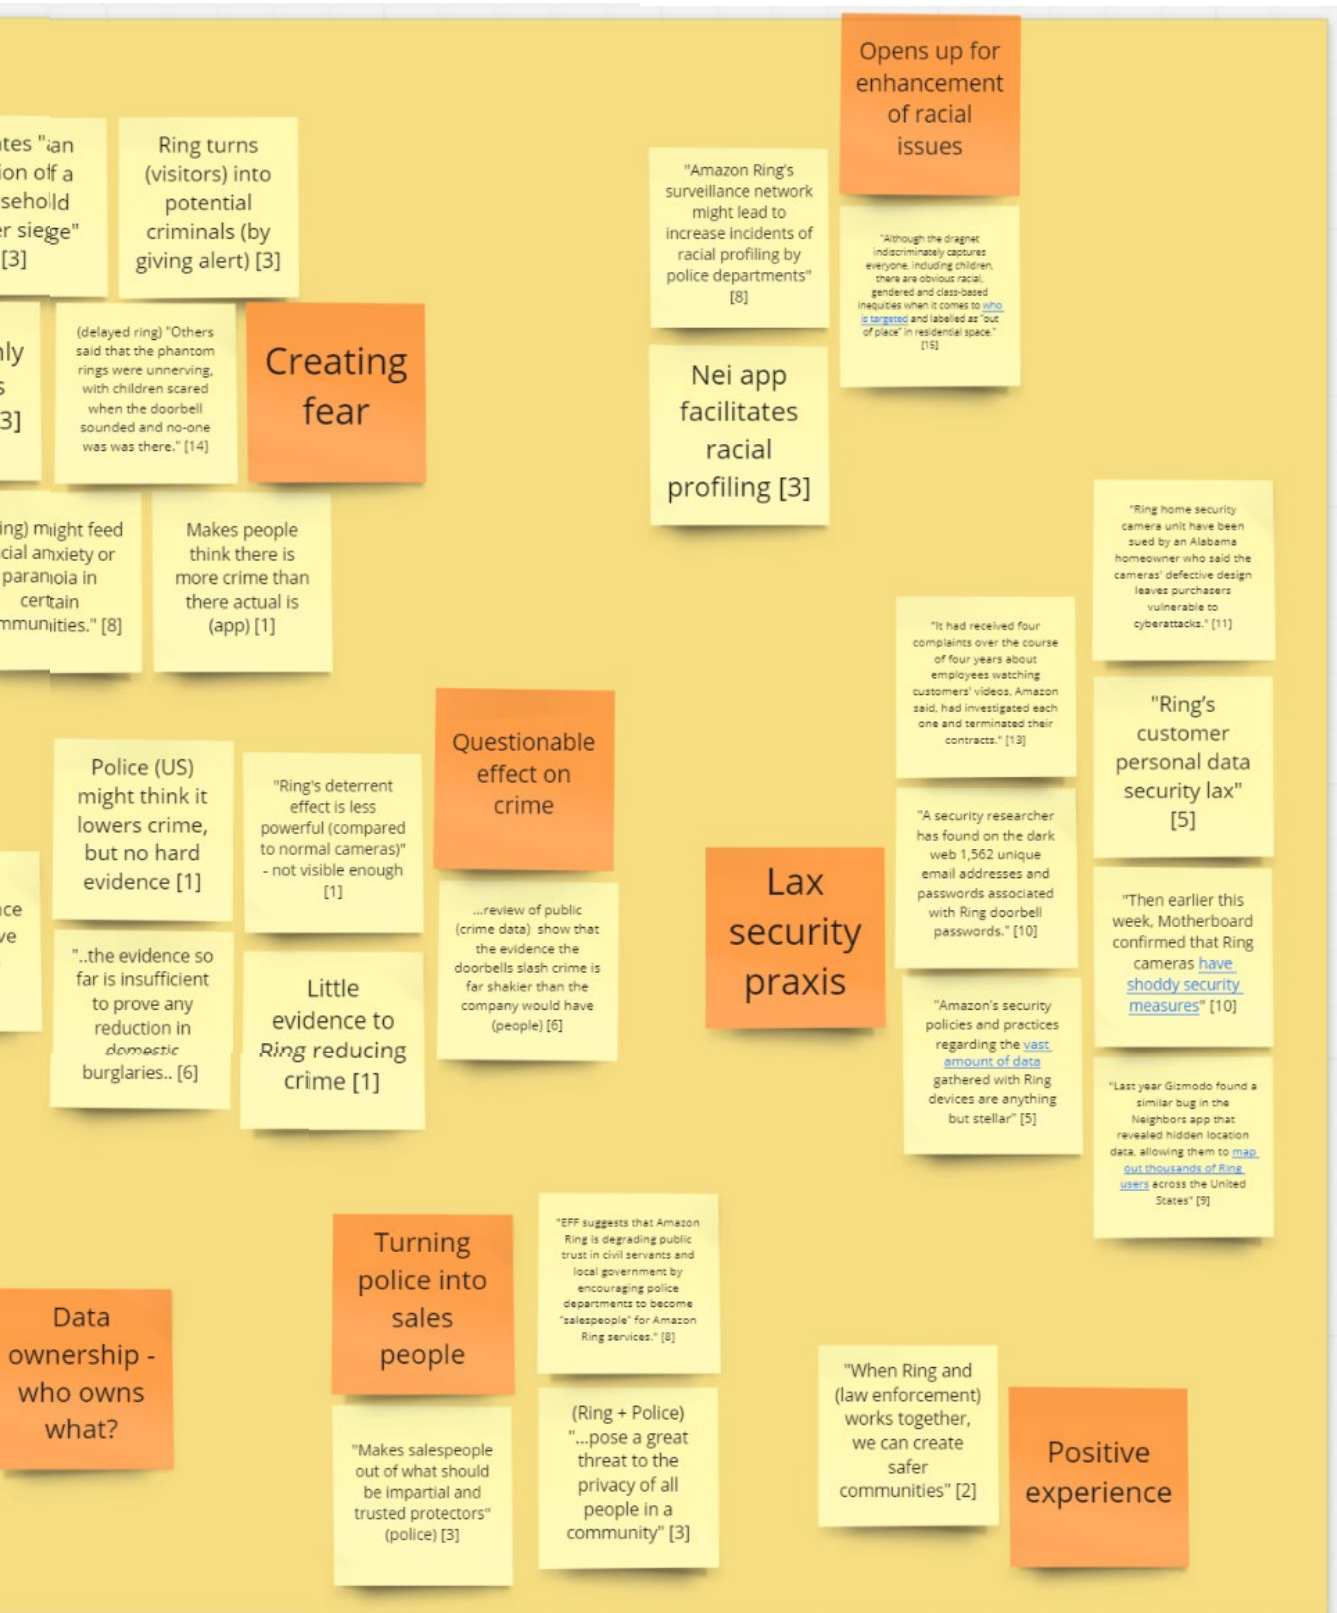 Opens up for
enhancement
of racial
issues
"an
of a
siege"
[3]
Ring turns
(visitors) into
potential
criminals (by
giving alert) [3]
"Amazon Ring's
surveillance network
might lead to
increase incidents of
racial profiling by
police departments"
[8]
"Although the dragnet
indiscriminately captures
everyone, including children,
there are obvious racial,
gendered and class-based
inequities when it comes to who
is targeted and labelled as "out
of place" in residential space."
[15]
Nei app
facilitates
racial
profiling [3]
3]
(delayed ring) "Others
said that the phantom
rings were unnerving,
with children scared
when the doorbell
sounded and no-one
was was there." [14]
Creating
fear
might feed
anxiety or
paranoia in
certain
[8]
Makes people
think there is
more crime than
there actual is
(app) [1]
"Ring home security
camera unit have been
sued by an Alabama
homeowner who said the
cameras' defective design
leaves purchasers
vulnerable to
cyberattacks." [11]
"It had received four
complaints over the course
of four years about
employees watching
customers' videos, Amazon
said, had investigated each
one and terminated their
contracts." [13]
"Ring's
customer
personal data
security lax"
[5]
Questionable
effect on
crime
Police (US)
might think it
lowers crime,
but no hard
evidence [1]
"Ring's deterrent
effect is less
powerful (compared
to normal cameras)"
- not visible enough
[1]
...review of public
(crime data) show that
the evidence the
doorbells slash crime is
far shakier than the
company would have
(people) [6]
"..the evidence so
far is insufficient
to prove any
reduction in
domestic
burglaries.. [6]
Little
evidence to
Ring reducing
crime [1]
Lax
security
praxis
"A security researcher
has found on the dark
web 1,562 unique
email addresses and
passwords associated
with Ring doorbell
passwords." [10]
"Then earlier this
week, Motherboard
confirmed that Ring
cameras have
shoddy security
measures" [10]
"Amazon's security
policies and practices
regarding the vast
amount of data
gathered with Ring
devices are anything
but stellar" [5]
"Last year Gizmodo found a
similar bug in the
Neighbors app that
revealed hidden location
data, allowing them to map
out thousands of Ring
users across the United
States" [9]
Data
ownership -
who owns
what?
Turning
police into
sales
people
"EFF suggests that Amazon
Ring is degrading public
trust in civil servants and
local government by
encouraging police
departments to become
"salespeople" for Amazon
Ring services." [8]
"Makes salespeople
out of what should
be impartial and
trusted protectors"
(police) [3]
(Ring + Police)
"...pose a great
threat to the
privacy of all
people in a
community" [3]
"When Ring and
(law enforcement)
works together,
we can create
safer
communities" [2]
Positive
experience